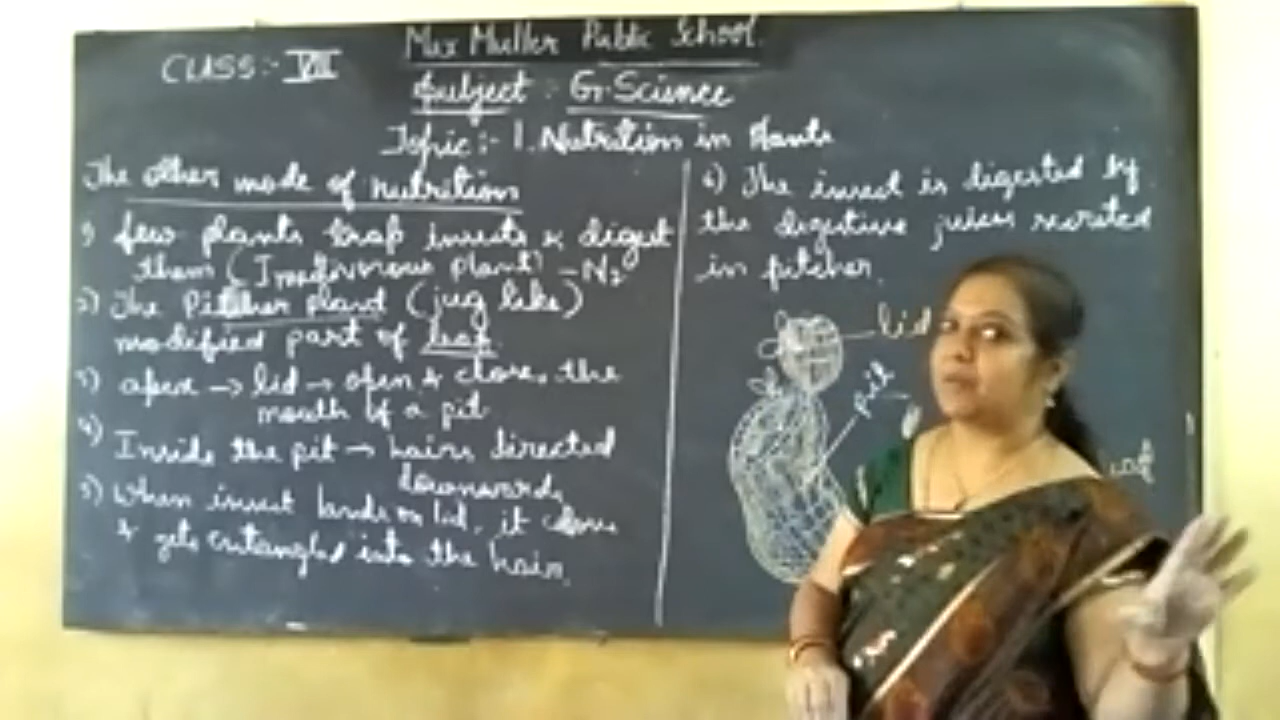 Max Muller Public School.
CLASS:- VII
Subject : G. Science
Topic :- 1. Nutrition in Plants
The other mode of nutrition
1) few plants trap insects & digest
them (Insectivorous plant) - N₂
2) The Pitcher plant (jug like)
modified part of leaf.
3) apex → lid → open & close, the
mouth of a pit
4) Inside the pit → hairs directed
downwards,
5) When insect lands on lid, it close
& gets entangles into the hair.
6) The insect is digested by
the digestive juices secreted
in pitcher.
lid
pit